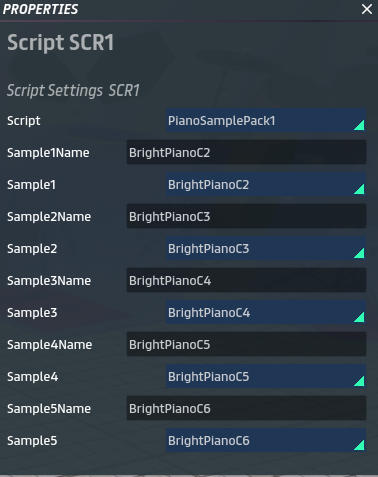 PROPERTIES
Script SCR1
Script Settings SCR1
Script PianoSamplePack1
Sample1Name BrightPianoC2
Sample1 BrightPianoC2
Sample2Name BrightPianoC3
Sample2 BrightPianoC3
Sample3Name BrightPianoC4
Sample3 BrightPianoC4
Sample4Name BrightPianoC5
Sample4 BrightPianoC5
Sample5Name BrightPianoC6
Sample5 BrightPianoC6